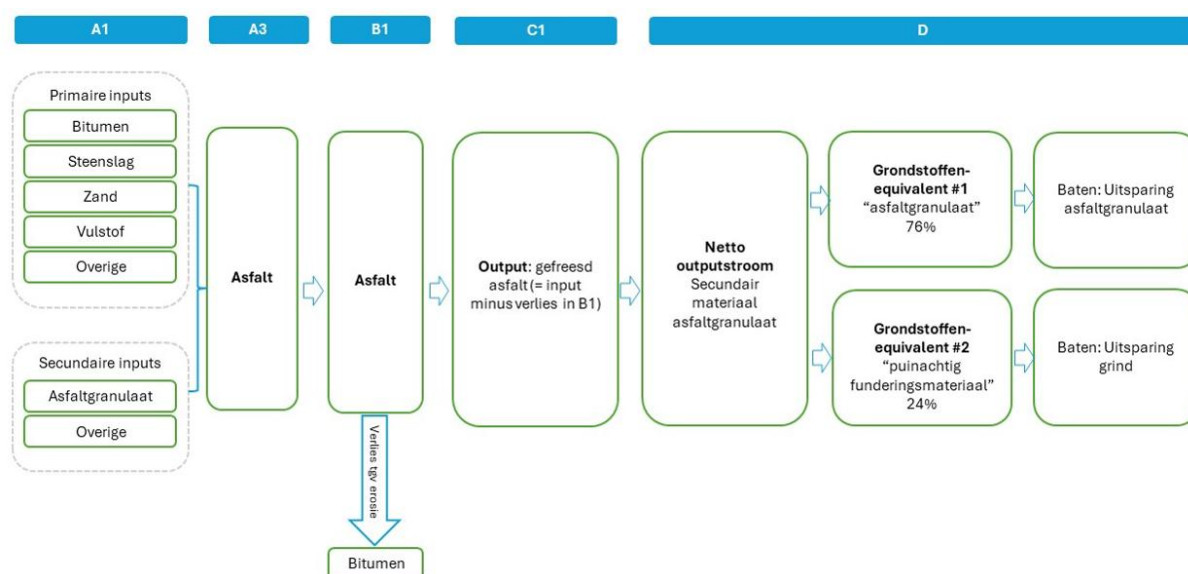 A1
A3
B1
C1
D
Primaire inputs
Bitumen
Steenslag
Zand
Vulstof
Overige
Secundaire inputs
Asfaltgranulaat
Overige
Asfalt
Asfalt
Verlies tgv erosie
Bitumen
Output: gefreesd
asfalt (= input
minus verlies in B1)
Netto
outputstroom
Secundair
materiaal
asfaltgranulaat
Grondstoffen-
equivalent #1
“asfaltgranulaat”
76%
Baten: Uitsparing
asfaltgranulaat
Grondstoffen-
equivalent #2
“puinachtig
funderingsmateriaal”
24%
Baten: Uitsparing
grind